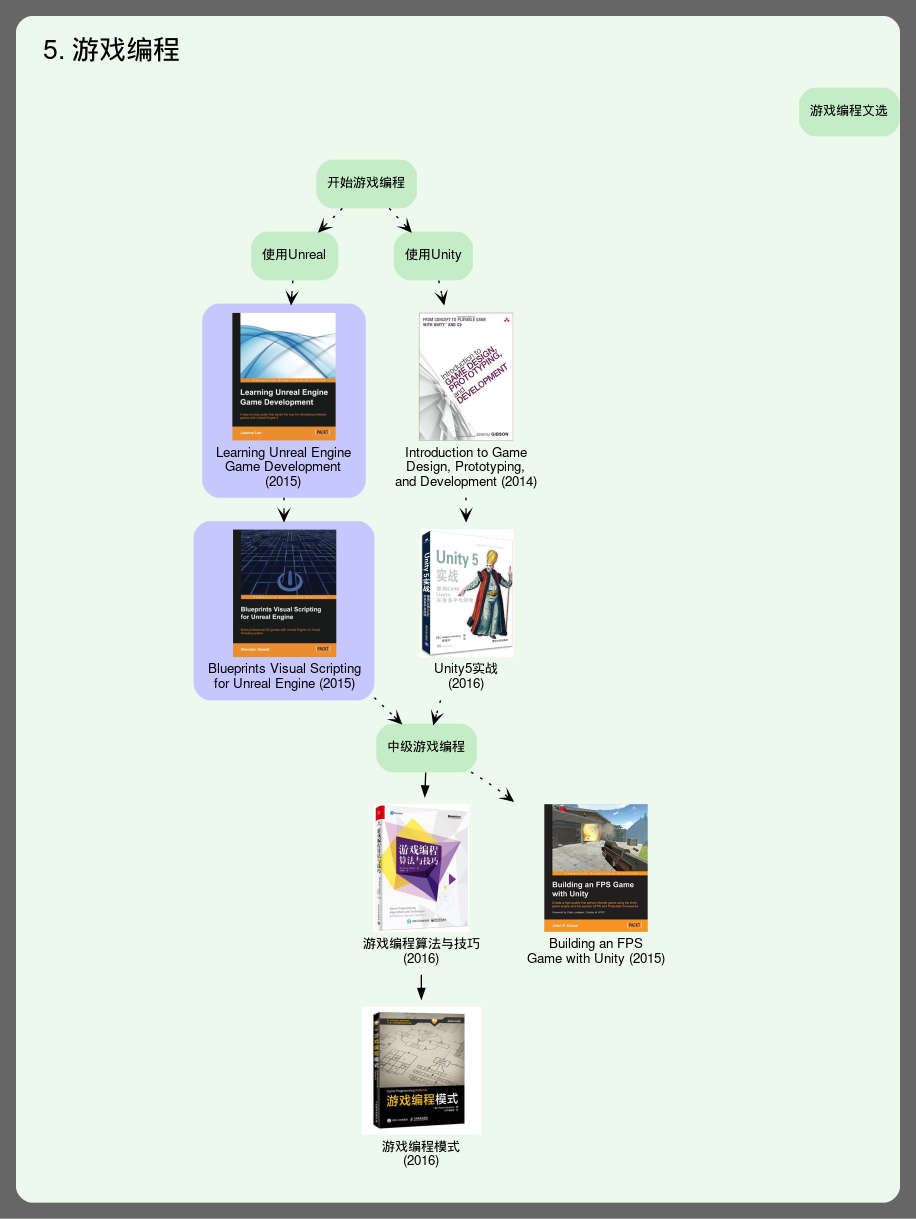 5. 游戏编程
游戏编程文选
开始游戏编程
使用Unreal
使用Unity
Learning Unreal Engine
Game Development
PACKT
Learning Unreal Engine
Game Development
(2015)
FROM CONCEPT TO PLAYABLE GAME
WITH UNITY™ AND C#
Introduction to
GAME DESIGN,
PROTOTYPING,
and
DEVELOPMENT
Jeremy GIBSON
Introduction to Game
Design, Prototyping,
and Development (2014)
Blueprints Visual Scripting
for Unreal Engine
PACKT
Blueprints Visual Scripting
for Unreal Engine (2015)
Unity 5
实战
Unity5实战
(2016)
中级游戏编程
游戏编程
算法与技巧
游戏编程算法与技巧
(2016)
Building an FPS Game
with Unity
PACKT
Building an FPS
Game with Unity (2015)
游戏编程模式
游戏编程模式
(2016)